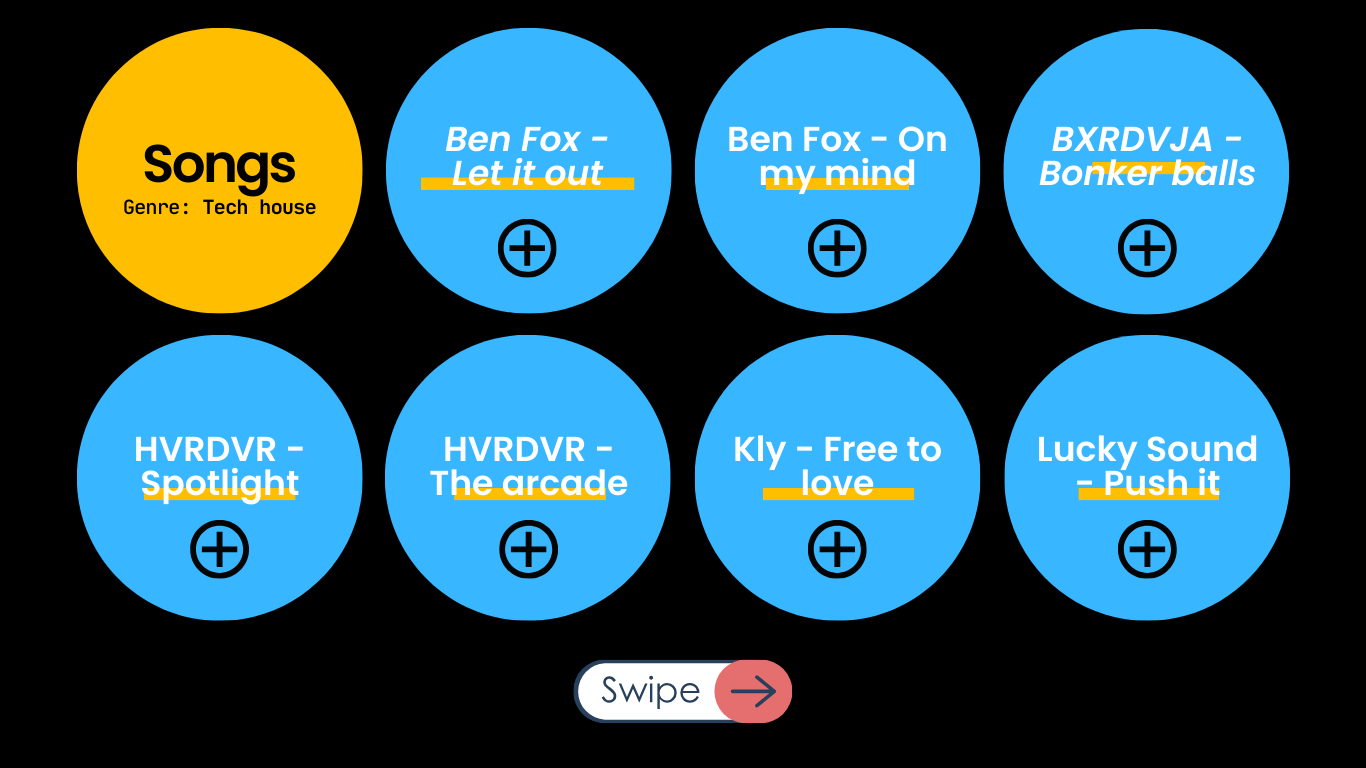 Songs
Genre: Tech house
Ben Fox -
Let it out
Ben Fox - On
my mind
BXRDVJA -
Bonker balls
HVRDVR -
Spotlight
HVRDVR -
The arcade
Kly - Free to
love
Lucky Sound
- Push it
Swipe